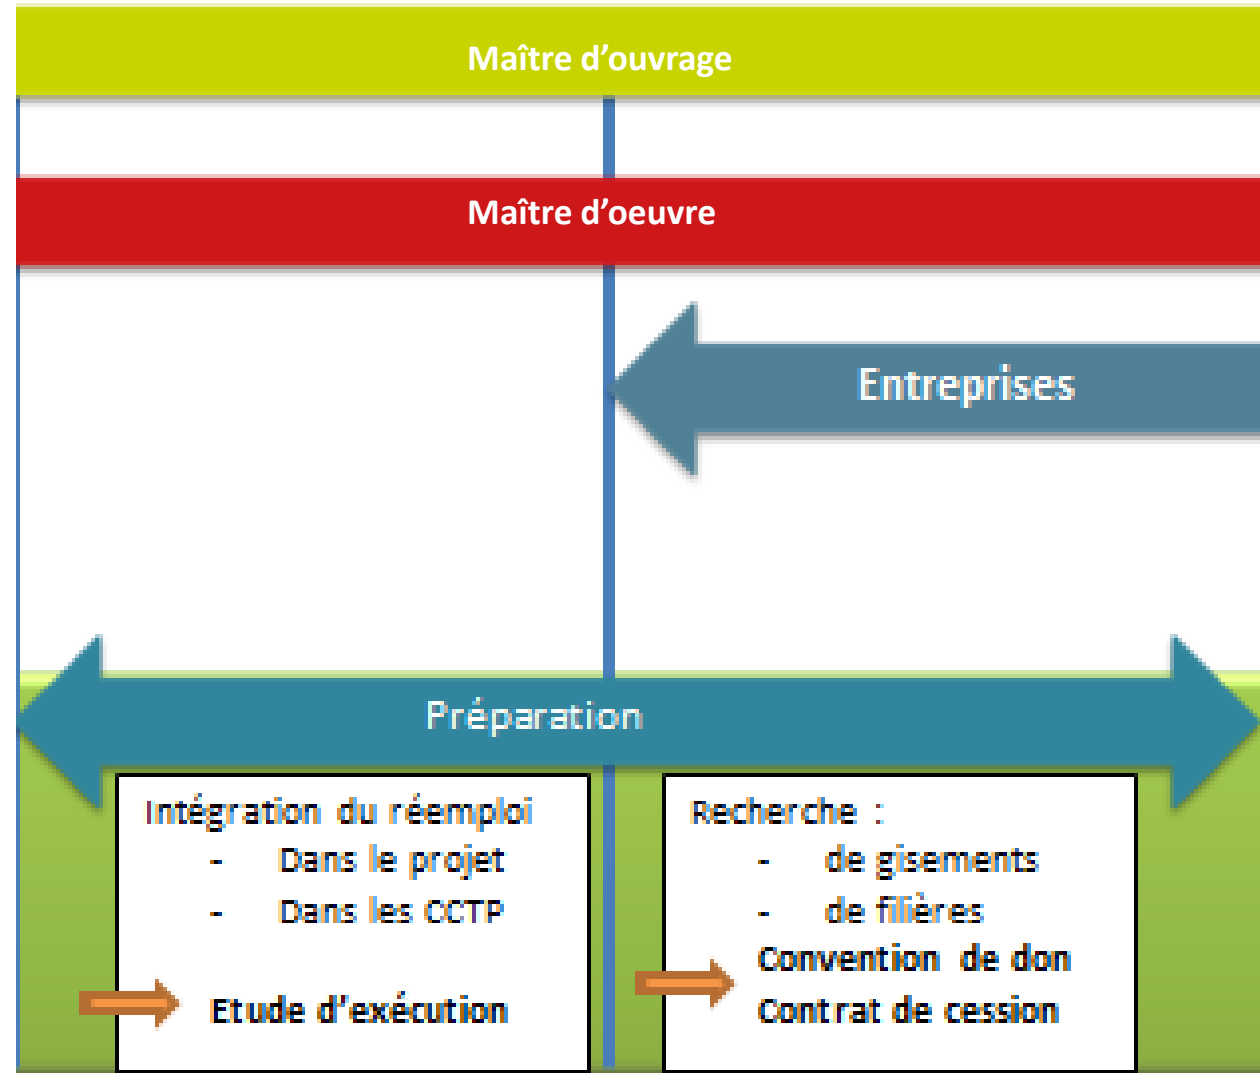 Maître d’ouvrage
Maître d’oeuvre
Entreprises
Préparation
Intégration du réemploi
- Dans le projet
- Dans les CCTP
Etude d'exécution
Recherche :
- de gisements
- de filières
Convention de don
Contrat de cession